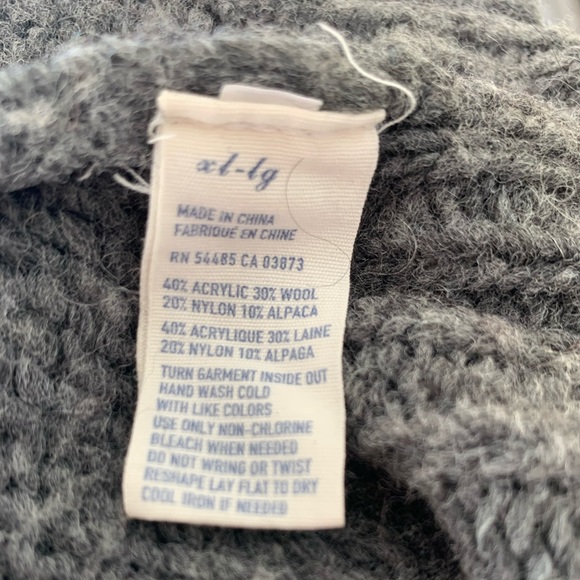 xl-lg
MADE IN CHINA
FABRIQUÉ EN CHINE
RN 54485 CA 03873
40% ACRYLIC 30% WOOL
20% NYLON 10% ALPACA
40% ACRYLIQUE 30% LAINE
20% NYLON 10% ALPAGA
TURN GARMENT INSIDE OUT
HAND WASH COLD
WITH LIKE COLORS
USE ONLY NON-CHLORINE
BLEACH WHEN NEEDED
DO NOT WRING OR TWIST
RESHAPE LAY FLAT TO DRY
COOL IRON IF NEEDED